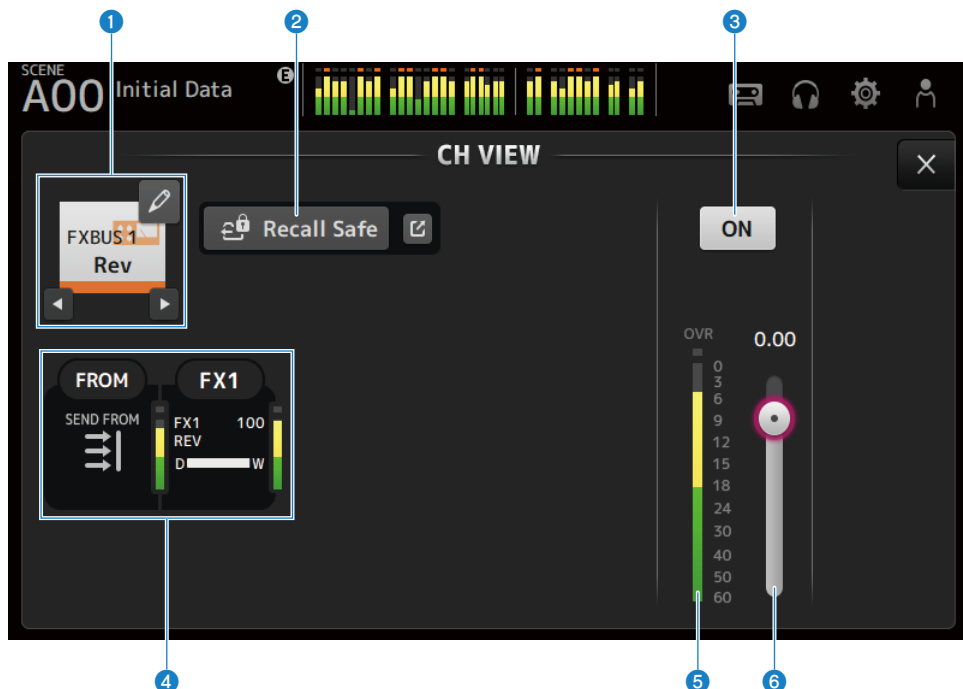 1
2
3
SCENE
A00
Initial Data
E
CH VIEW
FXBUS 1
Rev
Recall Safe
ON
OVR
0.00
0
3
6
9
12
15
18
24
30
40
50
60
FROM
FX1
SEND FROM
FX1 100
REV
D W
4
5
6